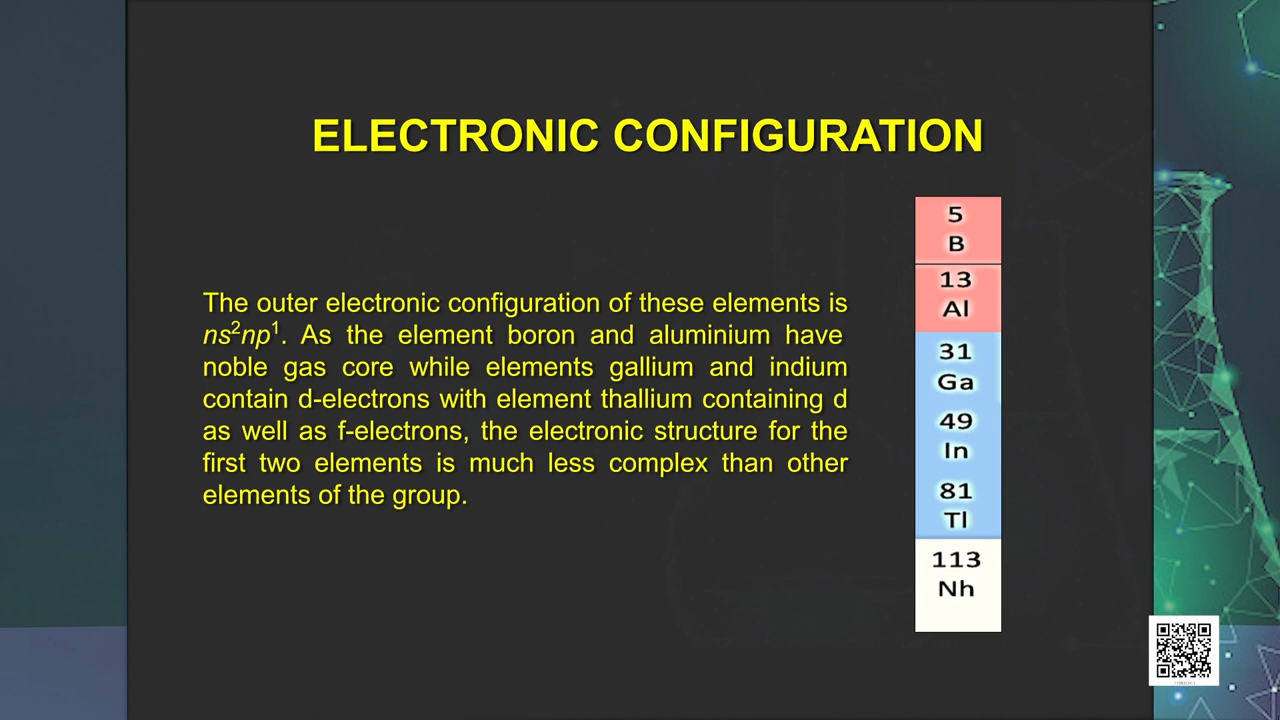 ELECTRONIC CONFIGURATION
The outer electronic configuration of these elements is
ns²np¹. As the element boron and aluminium have
noble gas core while elements gallium and indium
contain d-electrons with element thallium containing d
as well as f-electrons, the electronic structure for the
first two elements is much less complex than other
elements of the group.
5
B
13
Al
31
Ga
49
In
81
Tl
113
Nh